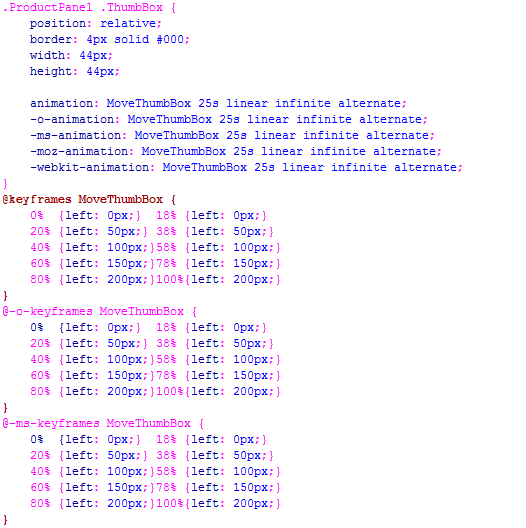 .ProductPanel .ThumbBox {
    position: relative;
    border: 4px solid #000;
    width: 44px;
    height: 44px;

    animation: MoveThumbBox 25s linear infinite alternate;
    -o-animation: MoveThumbBox 25s linear infinite alternate;
    -ms-animation: MoveThumbBox 25s linear infinite alternate;
    -moz-animation: MoveThumbBox 25s linear infinite alternate;
    -webkit-animation: MoveThumbBox 25s linear infinite alternate;
}
@keyframes MoveThumbBox {
    0%  {left: 0px;}  18% {left: 0px;}
    20% {left: 50px;} 38% {left: 50px;}
    40% {left: 100px;}58% {left: 100px;}
    60% {left: 150px;}78% {left: 150px;}
    80% {left: 200px;}100%{left: 200px;}
}
@-o-keyframes MoveThumbBox {
    0%  {left: 0px;}  18% {left: 0px;}
    20% {left: 50px;} 38% {left: 50px;}
    40% {left: 100px;}58% {left: 100px;}
    60% {left: 150px;}78% {left: 150px;}
    80% {left: 200px;}100%{left: 200px;}
}
@-ms-keyframes MoveThumbBox {
    0%  {left: 0px;}  18% {left: 0px;}
    20% {left: 50px;} 38% {left: 50px;}
    40% {left: 100px;}58% {left: 100px;}
    60% {left: 150px;}78% {left: 150px;}
    80% {left: 200px;}100%{left: 200px;}
}